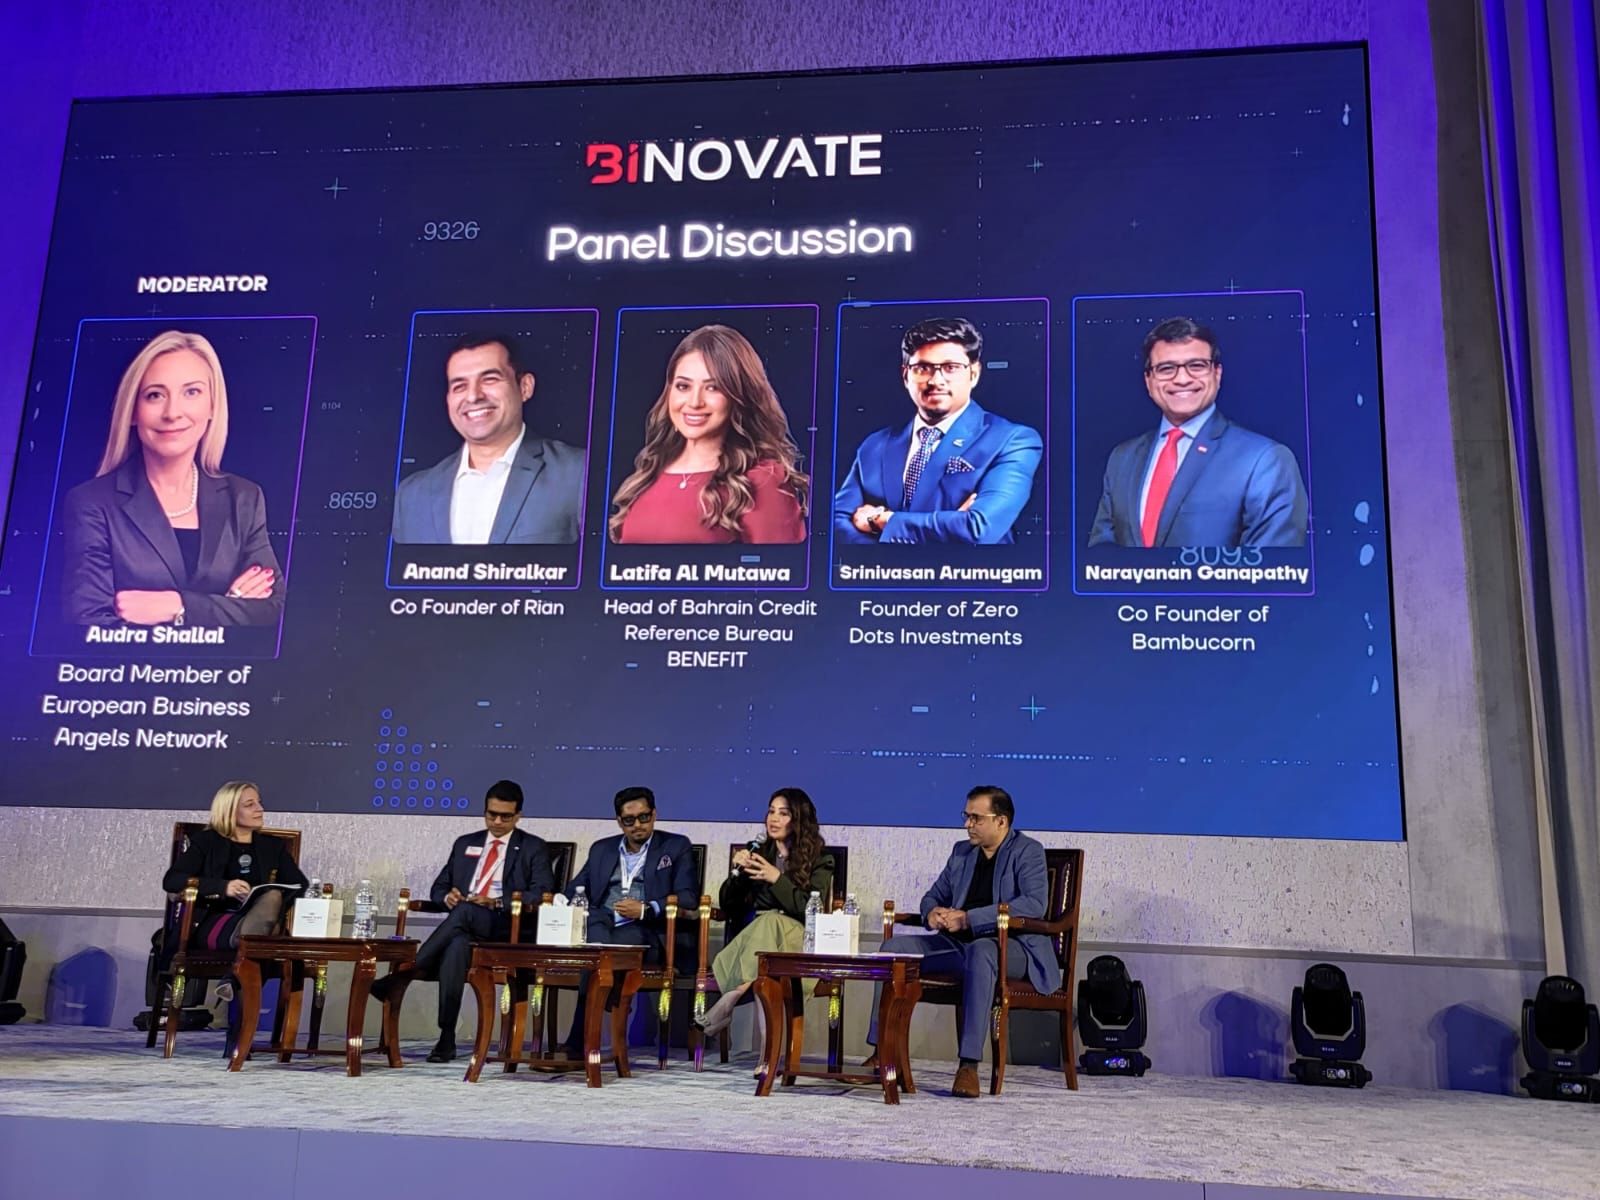 BINOVATE
Panel Discussion
.9326
MODERATOR
8104
.8659
.8093
Audra Shallal
Board Member of
European Business
Angels Network
Anand Shiralkar
Co Founder of Rian
Latifa Al Mutawa
Head of Bahrain Credit
Reference Bureau
BENEFIT
Srinivasan Arumugam
Founder of Zero
Dots Investments
Narayanan Ganapathy
Co Founder of
Bambucorn